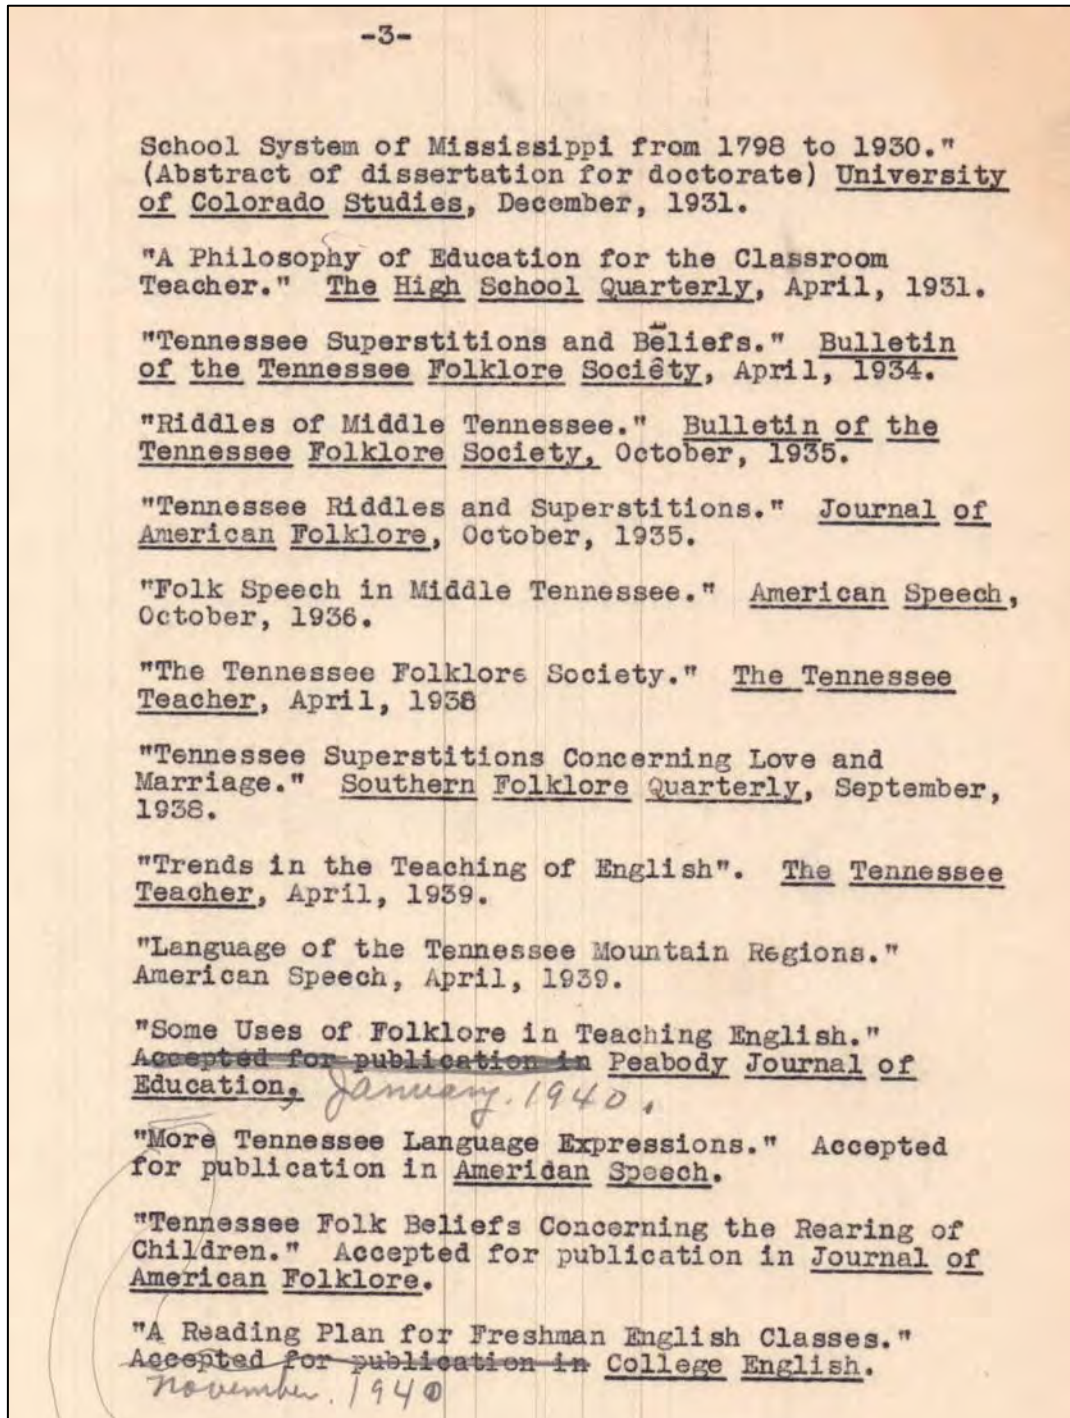 -3-
School System of Mississippi from 1798 to 1930."
(Abstract of dissertation for doctorate) University
of Colorado Studies, December, 1931.
"A Philosophy of Education for the Classroom
Teacher." The High School Quarterly, April, 1931.
"Tennessee Superstitions and Beliefs." Bulletin
of the Tennessee Folklore Society, April, 1934.
"Riddles of Middle Tennessee." Bulletin of the
Tennessee Folklore Society, October, 1935.
"Tennessee Riddles and Superstitions." Journal of
American Folklore, October, 1935.
"Folk Speech in Middle Tennessee." American Speech,
October, 1936.
"The Tennessee Folklore Society." The Tennessee
Teacher, April, 1938
"Tennessee Superstitions Concerning Love and
Marriage." Southern Folklore Quarterly, September,
1938.
"Trends in the Teaching of English". The Tennessee
Teacher, April, 1939.
"Language of the Tennessee Mountain Regions."
American Speech, April, 1939.
"Some Uses of Folklore in Teaching English."
Accepted for publication in Peabody Journal of
Education, January. 1940.
"More Tennessee Language Expressions." Accepted
for publication in Ameridan Speech.
"Tennessee Folk Beliefs Concerning the Rearing of
Children." Accepted for publication in Journal of
American Folklore.
"A Reading Plan for Freshman English Classes."
Accepted for publication in College English.
November. 1940